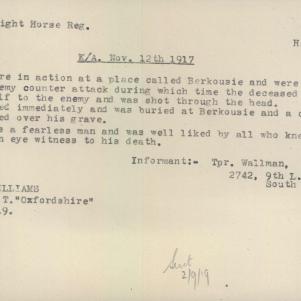 ight Horse Reg.
H
K/A. Nov. 12th 1917
re in action at a place called Berkousie and were
emy counter attack during which time the deceased
lf to the enemy and was shot through the head.
ed immediately and was buried at Berkousie and a c
ed over his grave.
s a fearless man and was well liked by all who kne
n eye witness to his death.
Informant:- Tpr. Wallman,
2742, 9th L.
South
LLIAMS
T."Oxfordshire"
19.
2/9/19